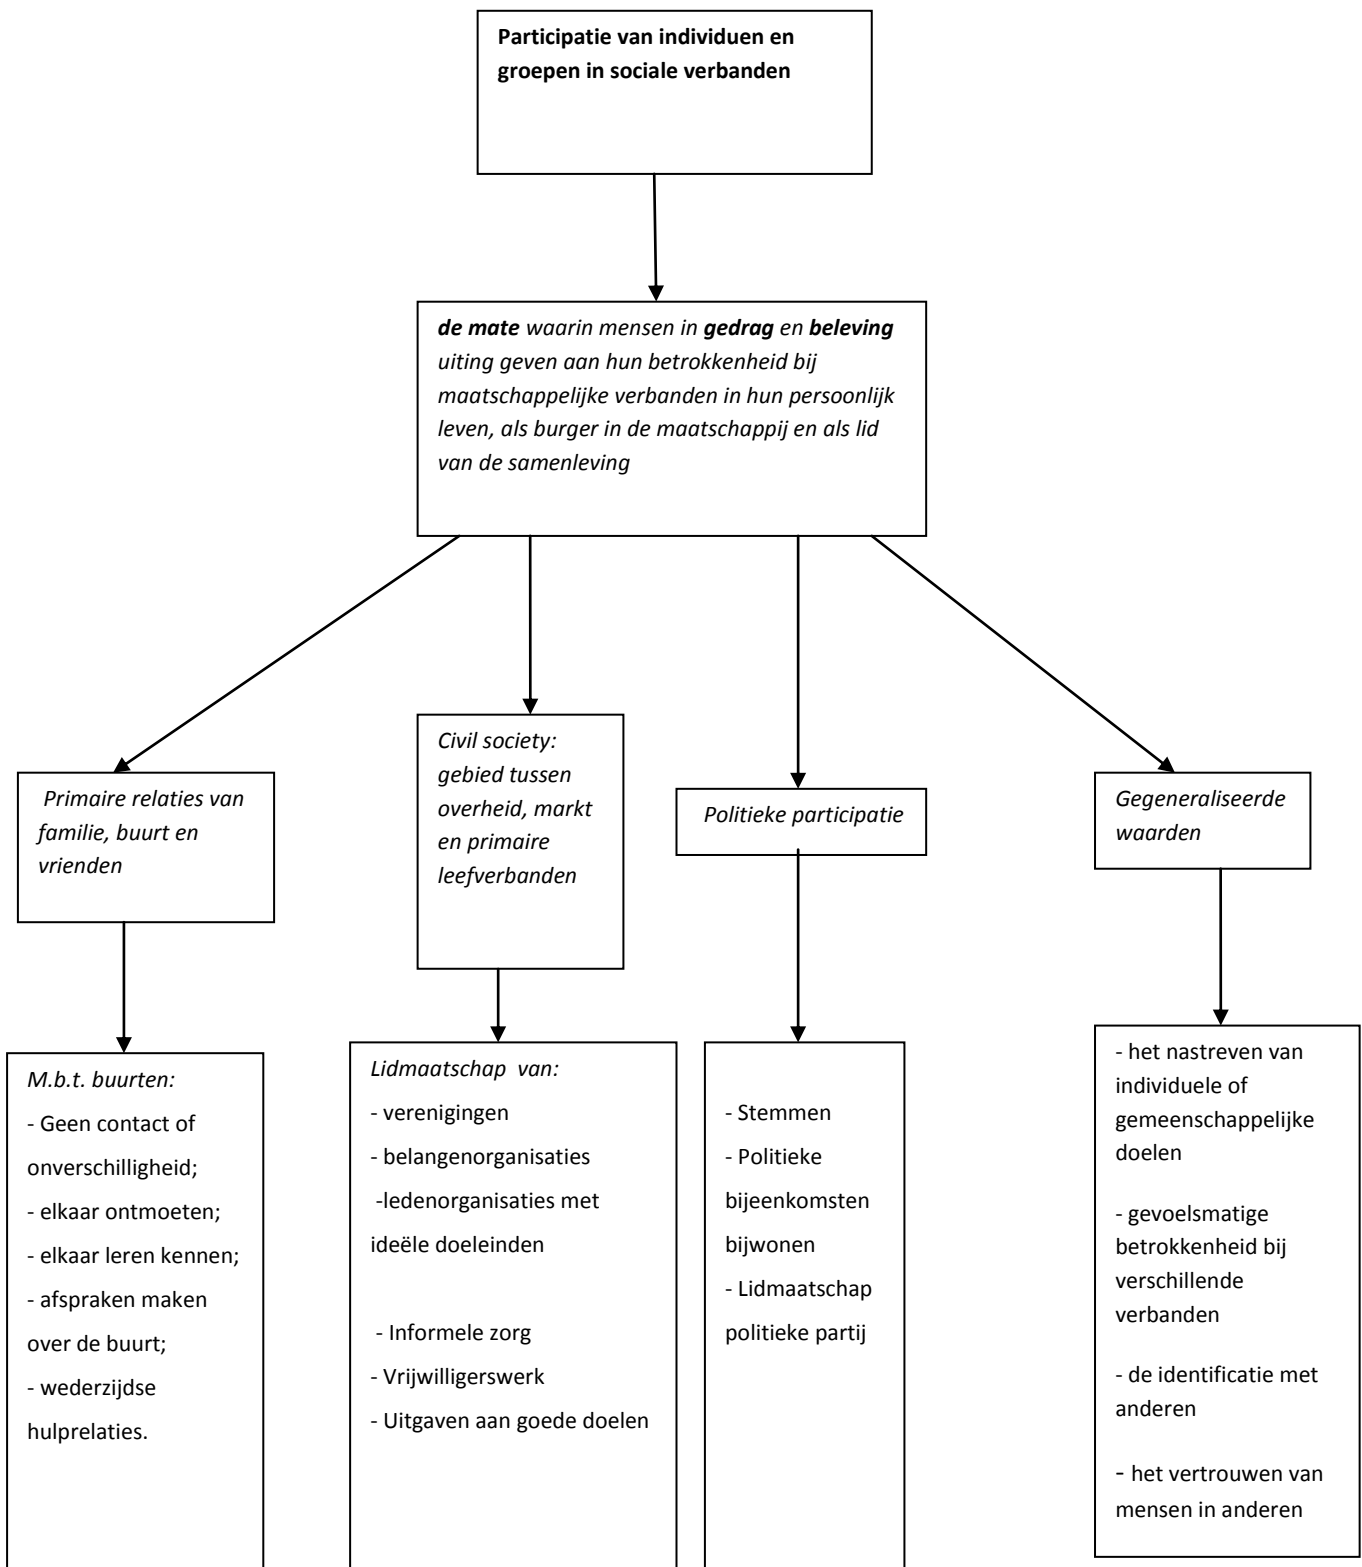 Participatie van individuen en
groepen in sociale verbanden
de mate waarin mensen in gedrag en beleving
uiting geven aan hun betrokkenheid bij
maatschappelijke verbanden in hun persoonlijk
leven, als burger in de maatschappij en als lid
van de samenleving
Primaire relaties van
familie, buurt en
vrienden
Civil society:
gebied tussen
overheid, markt
en primaire
leefverbanden
Politieke participatie
Gegeneraliseerde
waarden
M.b.t. buurten:
- Geen contact of
onverschilligheid;
- elkaar ontmoeten;
- elkaar leren kennen;
- afspraken maken
over de buurt;
- wederzijdse
hulprelaties.
Lidmaatschap van:
- verenigingen
- belangenorganisaties
-ledenorganisaties met
ideële doeleinden
- Informele zorg
- Vrijwilligerswerk
- Uitgaven aan goede doelen
- Stemmen
- Politieke
bijeenkomsten
bijwonen
- Lidmaatschap
politieke partij
- het nastreven van
individuele of
gemeenschappelijke
doelen
- gevoelsmatige
betrokkenheid bij
verschillende
verbanden
- de identificatie met
anderen
- het vertrouwen van
mensen in anderen